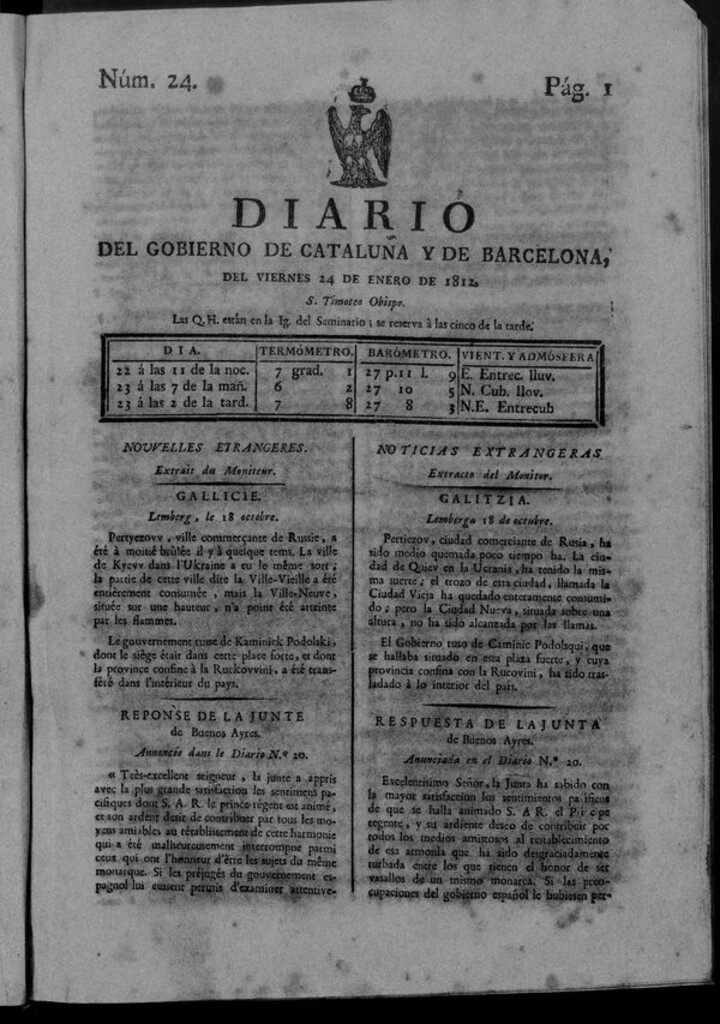 Núm. 24.
Pág. 1
DIARIO
DEL GOBIERNO DE CATALUÑA Y DE BARCELONA,
DEL VIERNES 24 DE ENERO DE 1812.
S. Timoteo Obispo.
Las Q. H. están en la Ig. del Seminario; se reserva á las cinco de la tarde.
DIA. TERMÓMETRO. BARÓMETRO. VIENT. Y ADMÓSFERA
22 á las 11 de la noc. 7 grad. 1 27 p. 11 l. 9 E. Entrec. lluv.
23 á las 7 de la mañ. 6 2 27 10 5 N. Cub. llov.
23 á las 2 de la tard. 7 8 27 8 3 N.E. Entrecub
NOUVELLES ETRANGERES.
Extrait du Moniteur.
GALLICIE.
Lemberg, le 18 octobre.
Pertyezovv, ville commerçante de Russie, a
été à moitié brûlée il y à quelque tems. La ville
de Kyevv dans l'Ukraine a eu le même sort;
la partie de cette ville dite la Ville-Vieille a été
entièrement consumée, mais la Ville-Neuve,
située sur une hauteur, n'a point été atteinte
par les flammes.
Le gouvernement russe de Kaminiek Podolski,
dont le siège était dans cette place forte, et dont
la province confine à la Ruckovvini, a été trans-
féré dans l'intérieur du pays.
REPONSE DE LA JUNTE
de Buenos Ayres.
Annoncée dans le Diario N.º 20.
« Très-excellent seigneur, la junte a appris
avec la plus grande satisfaction les sentimens pa-
cifiques dont S. A. R. le prince-régent est animé,
et son ardent desir de contribuer par tous les mo-
yens amiables au rétablissement de cette harmonie
qui a été malheureusement interrompue parmi
ceux qui ont l'honneur d'être les sujets du même
monarque. Si les préjugés du gouvernement es-
pagnol lui eussent permis d'examiner attentive-
NOTICIAS EXTRANGERAS
Extracto del Monitor.
GALITZIA.
Lemberga 18 de octubre.
Pertiezov, ciudad comerciante de Rusia, ha
sido medio quemada poco tiempo ha. La ciu-
dad de Quiev en la Ucrania, ha tenido la mis-
ma suerte; el trozo de esta ciudad, llamada la
Ciudad Vieja ha quedado enteramente consumi-
do; pero la Ciudad Nueva, situada sobre una
altura, no ha sido alcanzada por las llamas.
El Gobierno ruso de Caminie Podolsqui, que
se hallaba situado en esta plaza fuerte, y cuya
provincia confina con la Rucovini, ha sido tras-
ladado à lo interior del país.
RESPUESTA DE LA JUNTA
de Buenos Ayres.
Anunciada en el Diario N.º 20.
Excelentísimo Señor, la Junta ha sabido con
la mayor satisfaccion los sentimientos pacíficos
de que se halla animado S. A R. el Principe
regente, y su ardiente deseo de contribuir por
todos los medios amistosos al restablecimiento
de esa armonía que ha sido desgraciadamente
turbada entre los que tienen el honor de ser
vasallos de un mismo monarca. Si las preo-
cupaciones del gobierno español le hubiesen per-